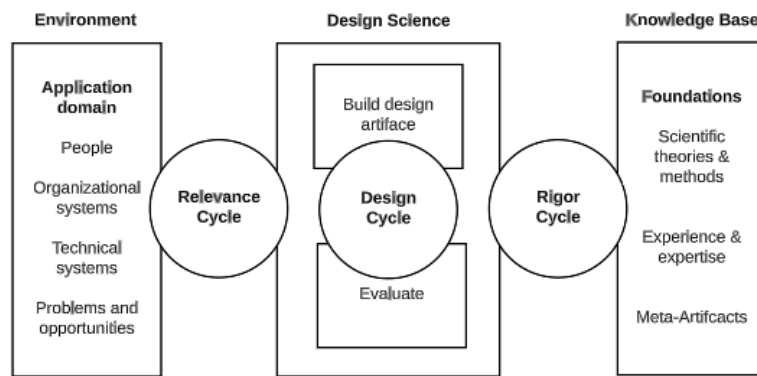 Environment
Design Science
Knowledge Base
Application
domain
People
Organizational
systems
Technical
systems
Problems and
opportunities
Relevance
Cycle
Build design
artiface
Design
Cycle
Evaluate
Rigor
Cycle
Foundations
Scientific
theories &
methods
Experience &
expertise
Meta-Artifcacts